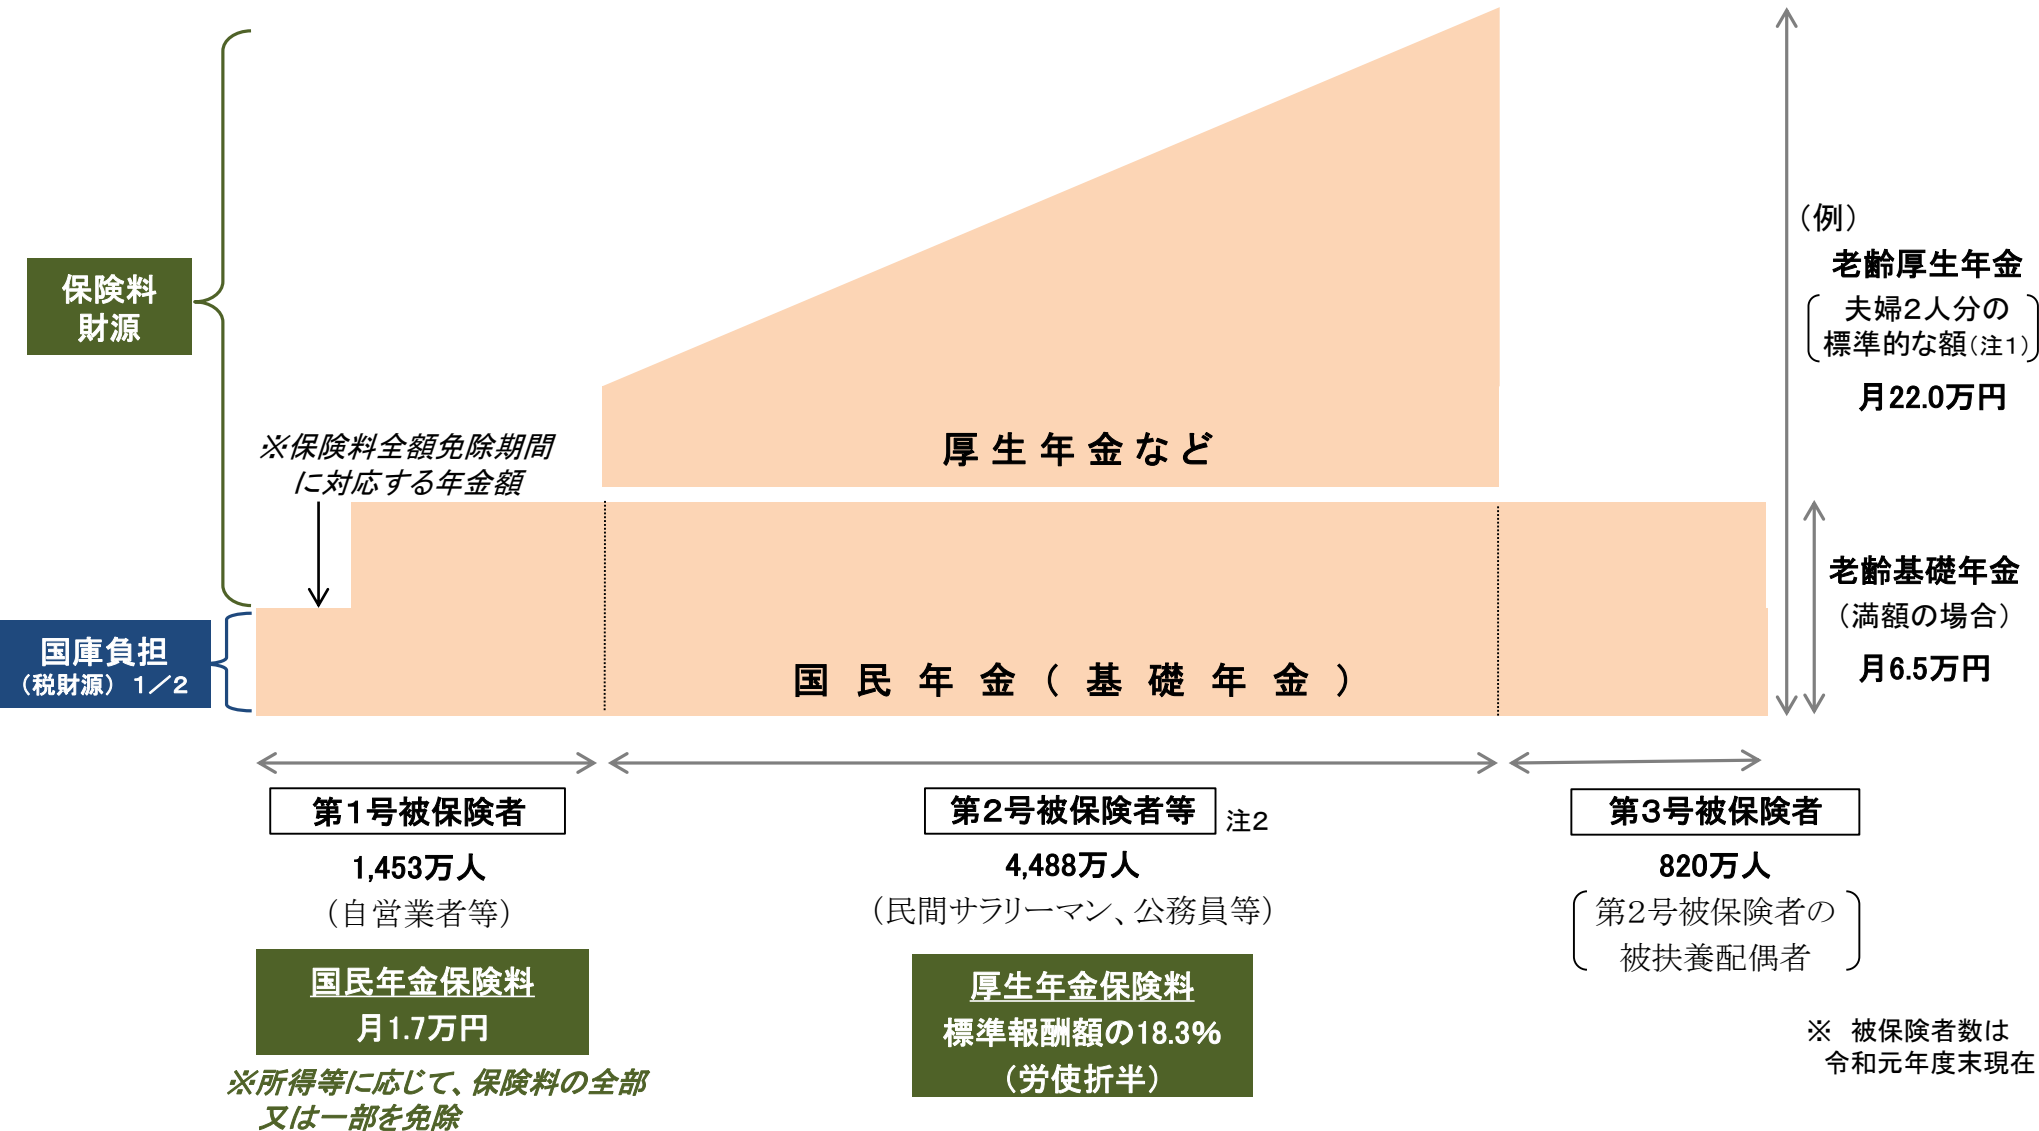 保険料
財源
※保険料全額免除期間
に対応する年金額
国庫負担
（税財源）１／２
厚生年金など
国民年金(基礎年金)
（例）
老齢厚生年金
夫婦２人分の
標準的な額（注１）
月22.0万円
老齢基礎年金
（満額の場合）
月6.5万円
第１号被保険者
1,453万人
（自営業者等）
国民年金保険料
月1.7万円
※所得等に応じて、保険料の全部
又は一部を免除
第２号被保険者等 注２
4,488万人
（民間サラリーマン、公務員等）
厚生年金保険料
標準報酬額の18.3%
（労使折半）
第３号被保険者
820万人
第２号被保険者の
被扶養配偶者
※ 被保険者数は
令和元年度末現在